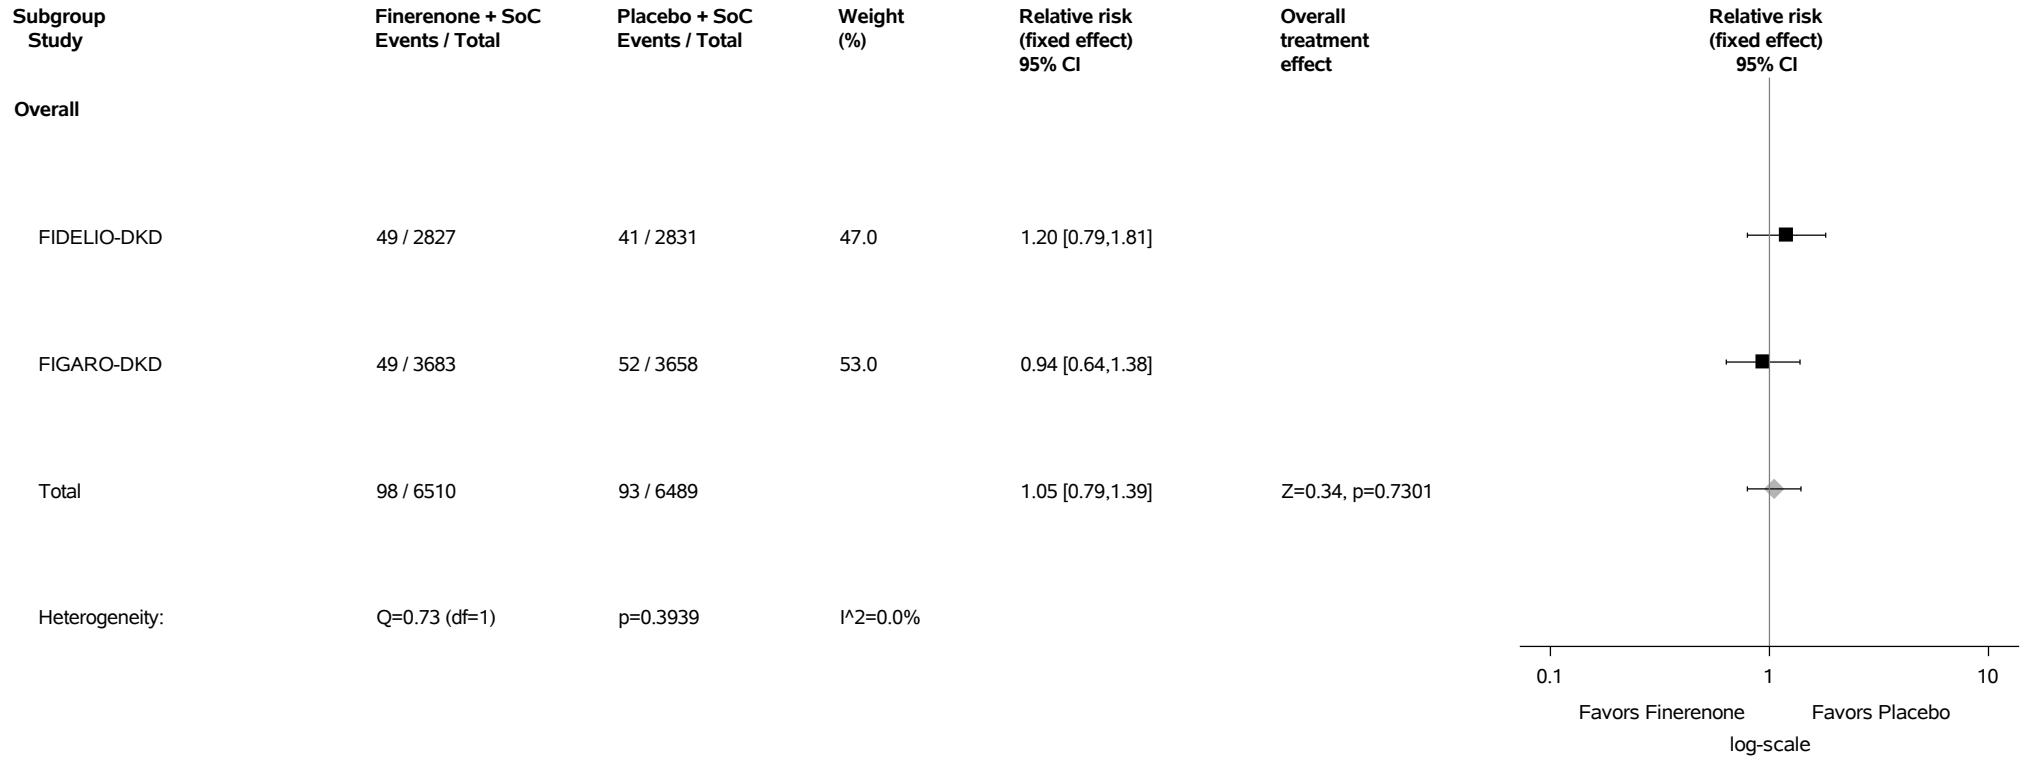 Subgroup Finerenone + SoC Placebo + SoC Weight Relative risk Overall Relative risk
Study Events / Total Events / Total (%) (fixed effect) treatment (fixed effect)
95% CI effect 95% CI
Overall
FIDELIO-DKD 49 / 2827 41 / 2831 47.0 1.20 [0.79,1.81]
FIGARO-DKD 49 / 3683 52 / 3658 53.0 0.94 [0.64,1.38]
Total 98 / 6510 93 / 6489 1.05 [0.79,1.39] Z=0.34, p=0.7301
Heterogeneity: Q=0.73 (df=1) p=0.3939 I^2=0.0%
0.1 1 10
Favors Finerenone Favors Placebo
log-scale